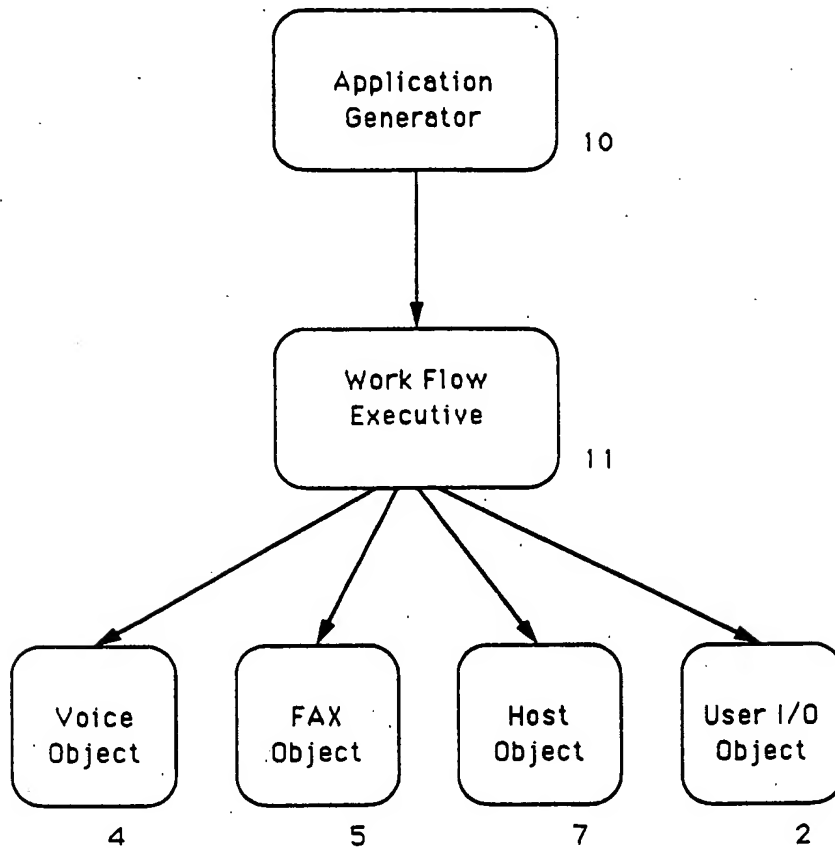 Application
Generator
10
Work Flow
Executive
11
Voice
Object
FAX
Object
Host
Object
User I/O
Object
4
5
7
2